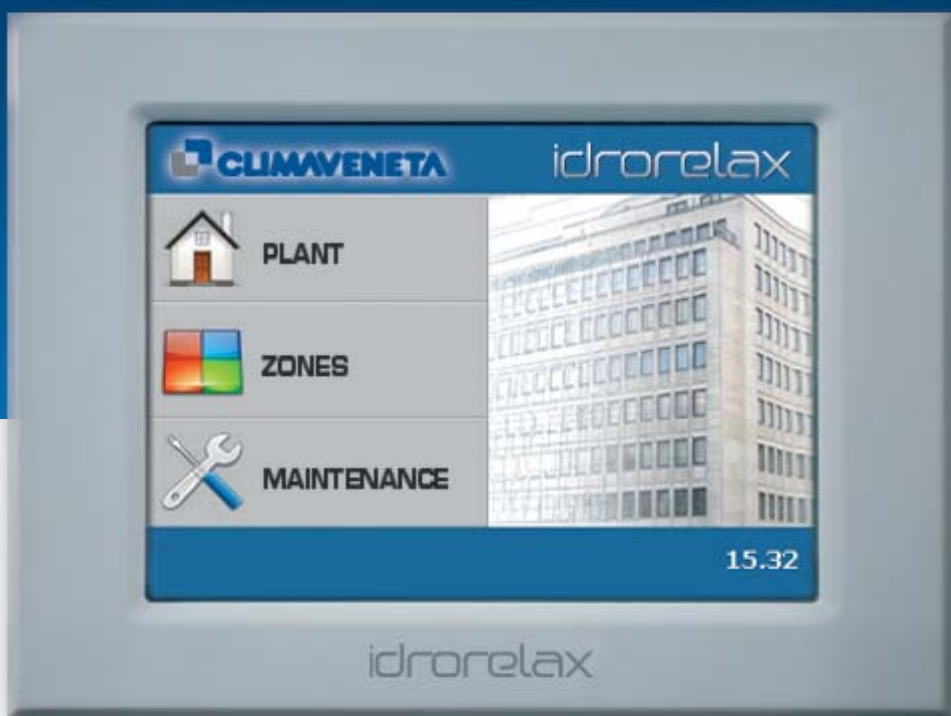 CLIMAVENETA idrorelax
PLANT
ZONES
MAINTENANCE
15.32
idrorelax